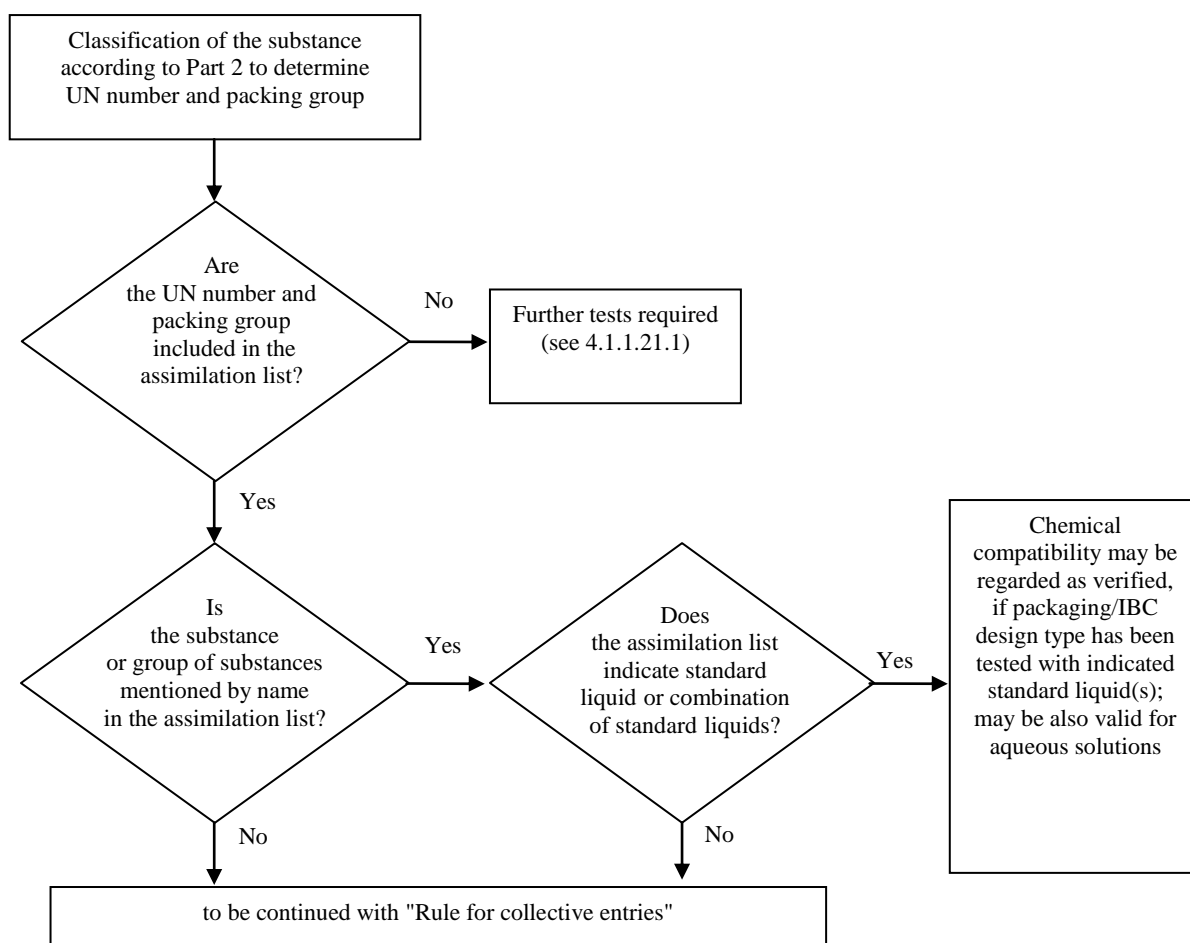 Classification of the substance
according to Part 2 to determine
UN number and packing group
Are
the UN number and
packing group
included in the
assimilation list?
No
Further tests required
(see 4.1.1.21.1)
Yes
Is
the substance
or group of substances
mentioned by name
in the assimilation list?
Yes
Does
the assimilation list
indicate standard
liquid or combination
of standard liquids?
Yes
Chemical
compatibility may be
regarded as verified,
if packaging/IBC
design type has been
tested with indicated
standard liquid(s);
may be also valid for
aqueous solutions
No
No
to be continued with "Rule for collective entries"